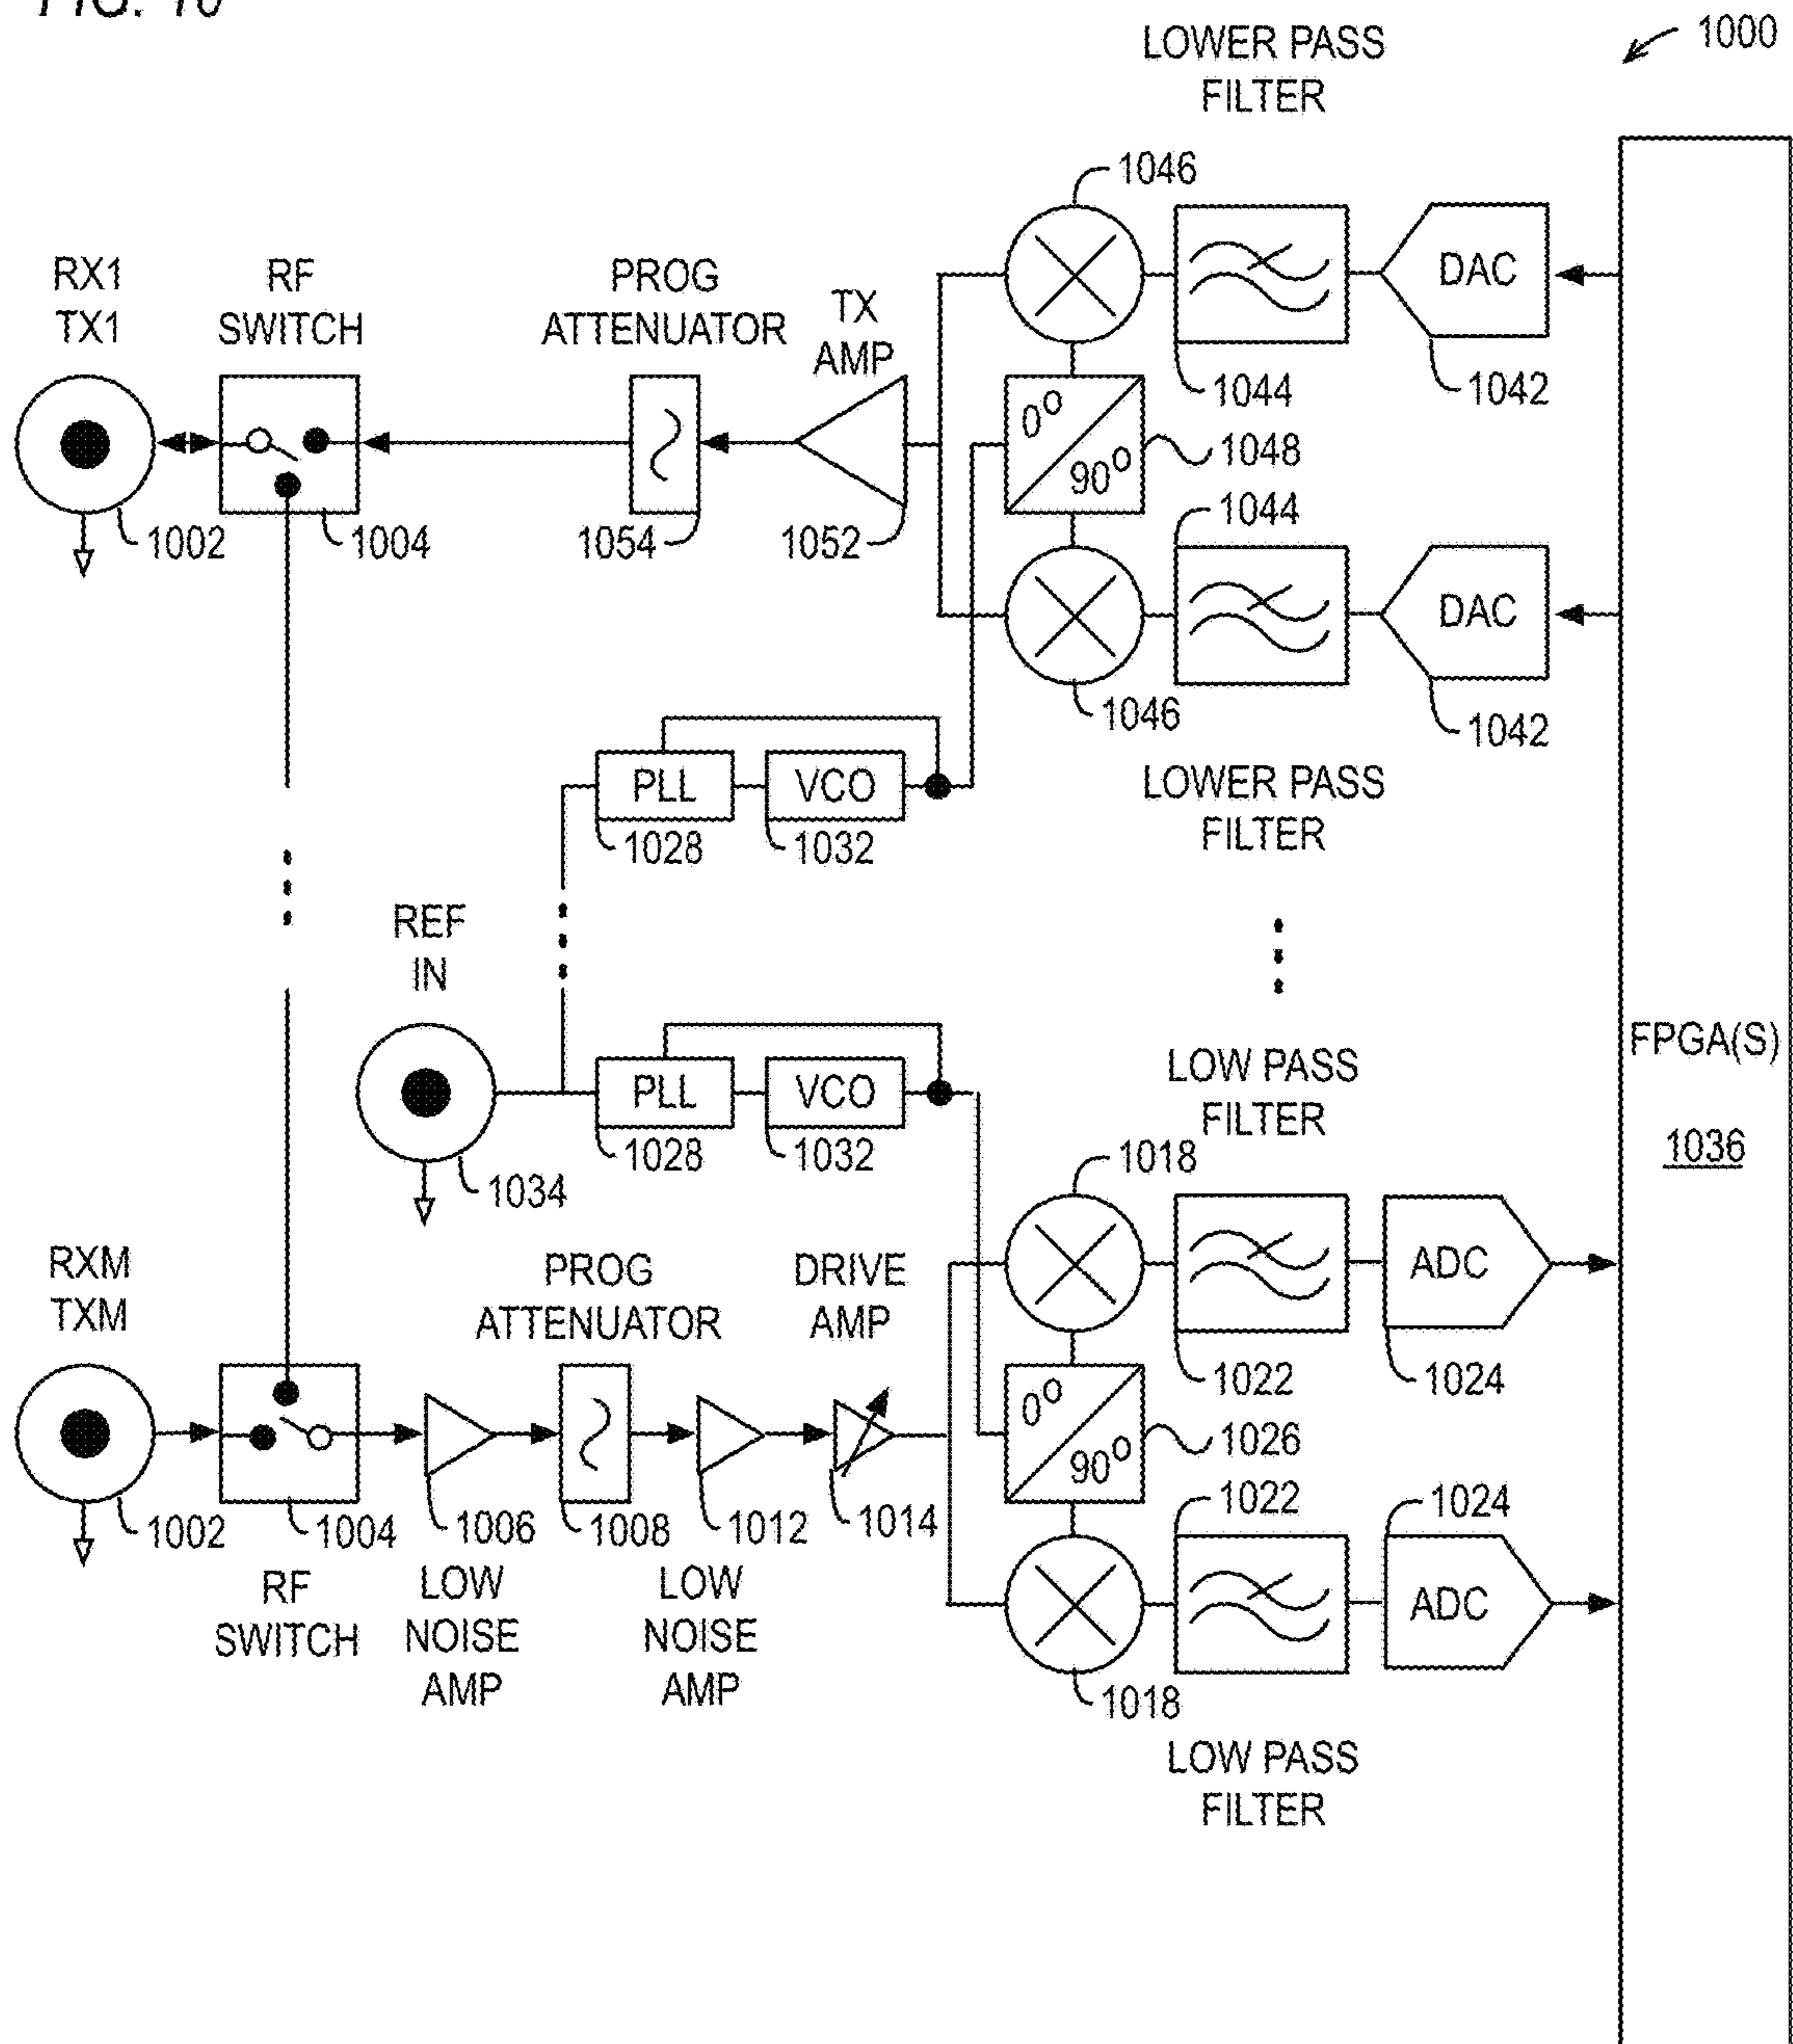 FIG. 10
1000
LOWER PASS
FILTER
1046
RX1
TX1
RF
SWITCH
PROG
ATTENUATOR
TX
AMP
DAC
1044
1042
0°
90°
1048
1002
1004
1054
1052
1044
DAC
1046
1042
LOWER PASS
FILTER
PLL
VCO
1028
1032
REF
IN
FPGA(S)
1036
LOW PASS
FILTER
PLL
VCO
1028
1032
1034
1018
RXM
TXM
PROG
ATTENUATOR
DRIVE
AMP
ADC
1022
1024
0°
90°
1026
1002
1004
1006
1008
1012
1014
1022
1024
RF
SWITCH
LOW
NOISE
AMP
LOW
NOISE
AMP
ADC
1018
LOW PASS
FILTER